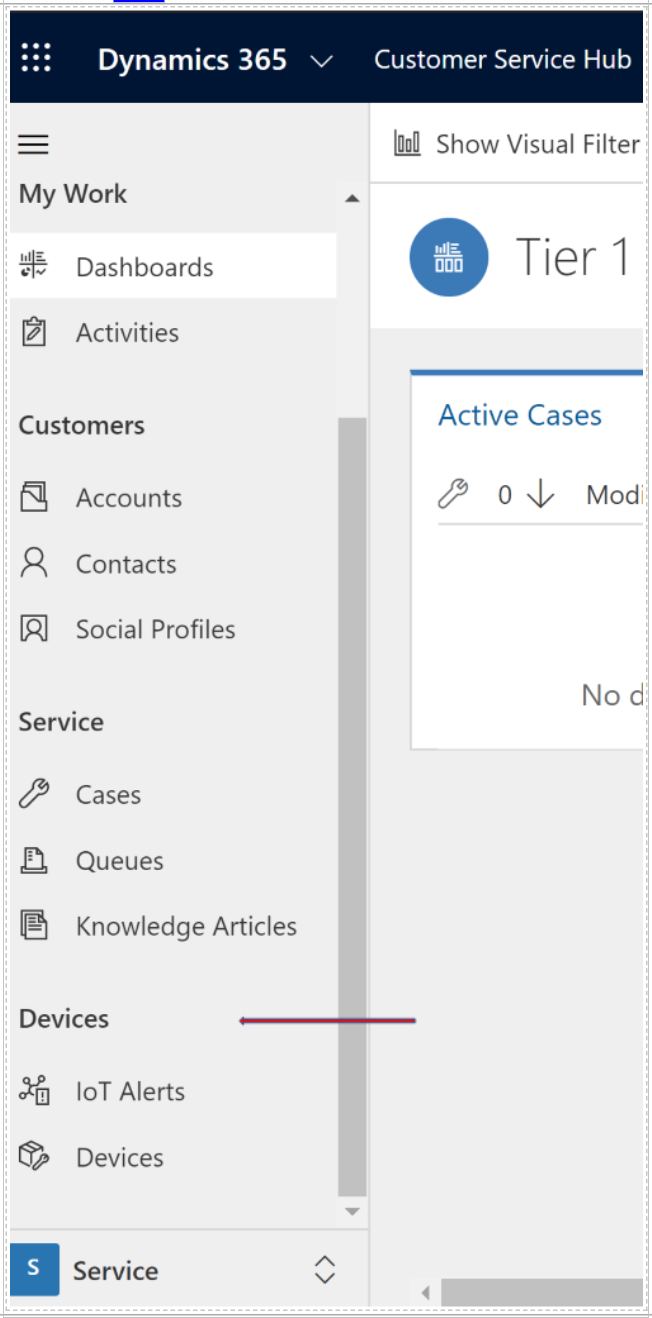 Dynamics 365
Customer Service Hub
Show Visual Filter
My Work
Dashboards
Activities
Customers
Accounts
Contacts
Social Profiles
Service
Cases
Queues
Knowledge Articles
Devices
IoT Alerts
Devices
S Service
Tier 1
Active Cases
0 Modi
No d